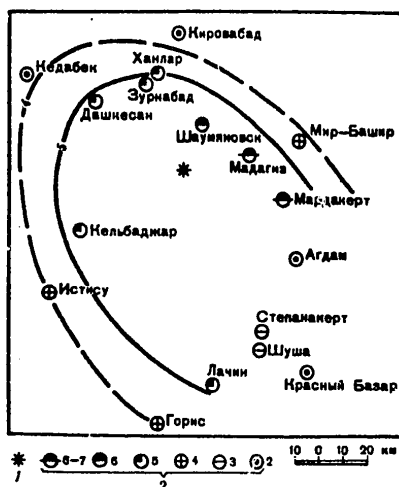 Кировабад
Ханлар
Кедабек
Зурнабад
Дашкесан
Шаумяновск
Мир-Башир
Мадагиз
Мардакерт
5
Кельбаджар
Агдам
Истису
Степанакерт
Шуша
Лачин
Красный Базар
Горис
6-7 6 5 4 3 2
10 0 10 20 км
1 2